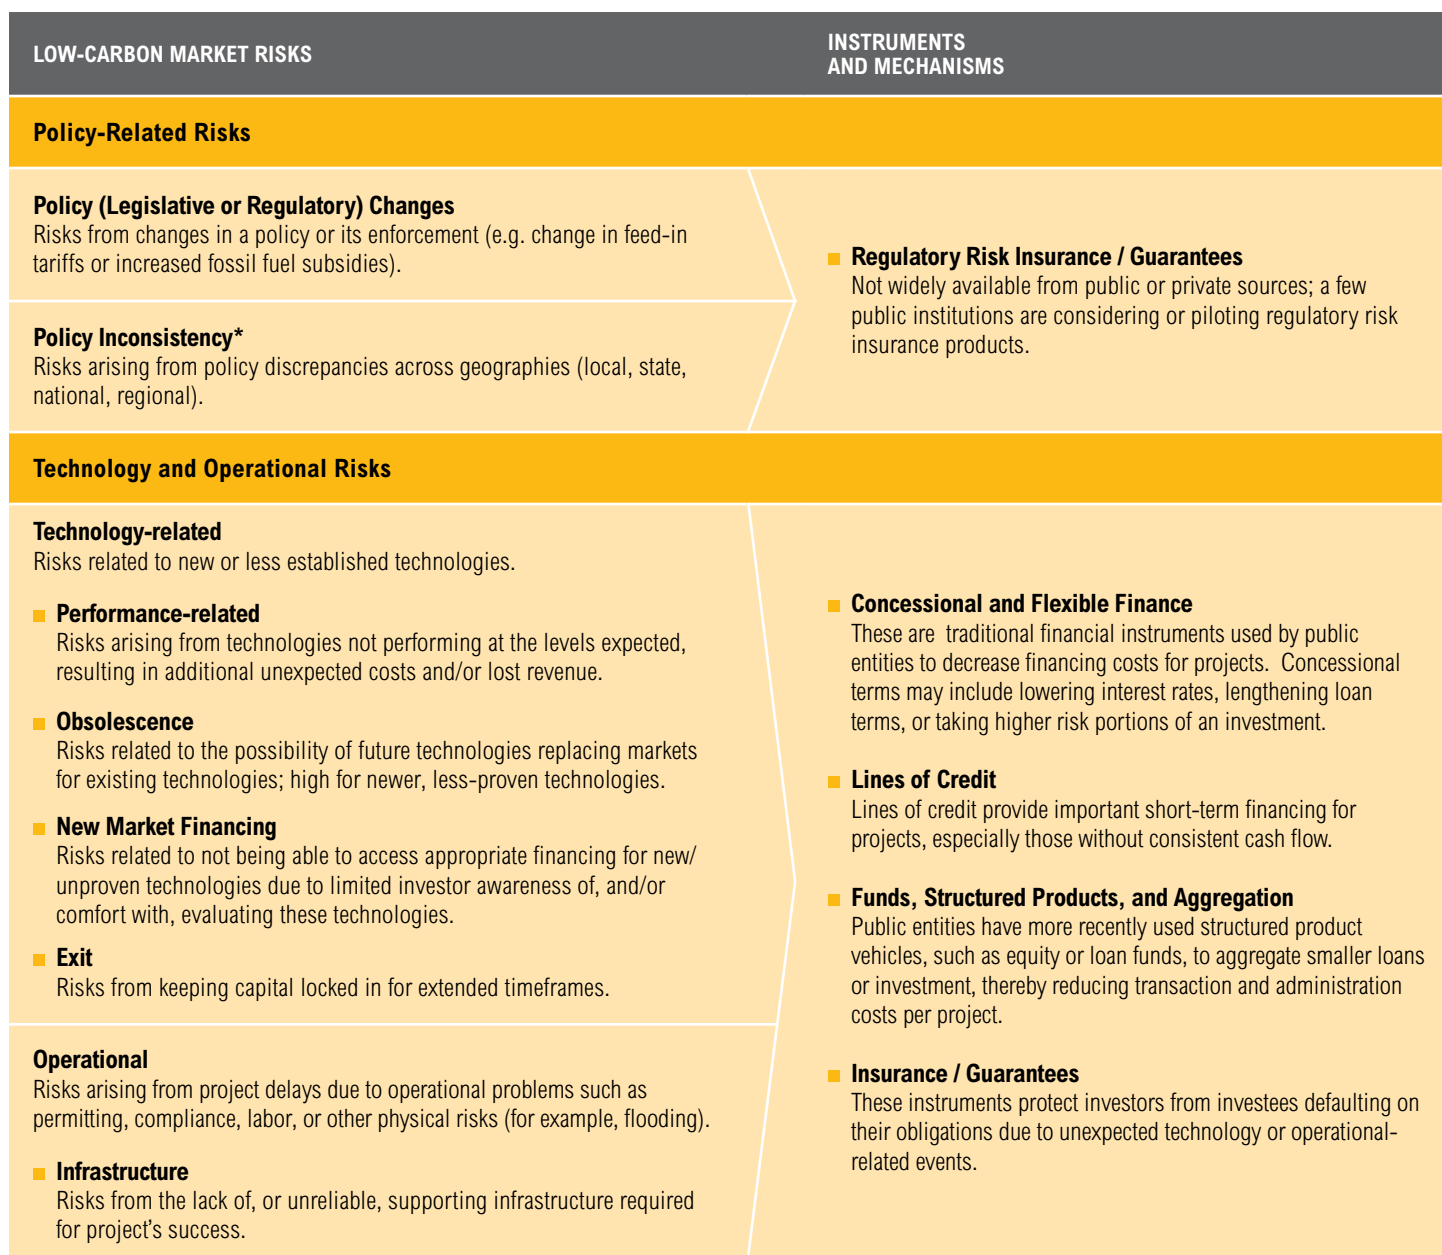 LOW-CARBON MARKET RISKS
INSTRUMENTS
AND MECHANISMS
Policy-Related Risks
Policy (Legislative or Regulatory) Changes
Risks from changes in a policy or its enforcement (e.g. change in feed-in
tariffs or increased fossil fuel subsidies).
Policy Inconsistency*
Risks arising from policy discrepancies across geographies (local, state,
national, regional).
Regulatory Risk Insurance / Guarantees
Not widely available from public or private sources; a few
public institutions are considering or piloting regulatory risk
insurance products.
Technology and Operational Risks
Technology-related
Risks related to new or less established technologies.
Performance-related
Risks arising from technologies not performing at the levels expected,
resulting in additional unexpected costs and/or lost revenue.
Obsolescence
Risks related to the possibility of future technologies replacing markets
for existing technologies; high for newer, less-proven technologies.
New Market Financing
Risks related to not being able to access appropriate financing for new/
unproven technologies due to limited investor awareness of, and/or
comfort with, evaluating these technologies.
Exit
Risks from keeping capital locked in for extended timeframes.
Operational
Risks arising from project delays due to operational problems such as
permitting, compliance, labor, or other physical risks (for example, flooding).
Infrastructure
Risks from the lack of, or unreliable, supporting infrastructure required
for project's success.
Concessional and Flexible Finance
These are traditional financial instruments used by public
entities to decrease financing costs for projects. Concessional
terms may include lowering interest rates, lengthening loan
terms, or taking higher risk portions of an investment.
Lines of Credit
Lines of credit provide important short-term financing for
projects, especially those without consistent cash flow.
Funds, Structured Products, and Aggregation
Public entities have more recently used structured product
vehicles, such as equity or loan funds, to aggregate smaller loans
or investment, thereby reducing transaction and administration
costs per project.
Insurance / Guarantees
These instruments protect investors from investees defaulting on
their obligations due to unexpected technology or operational-
related events.